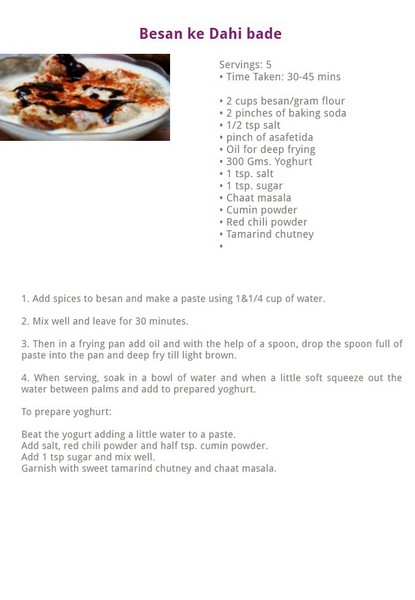 Besan ke Dahi bade
Servings: 5
• Time Taken: 30-45 mins
• 2 cups besan/gram flour
• 2 pinches of baking soda
• 1/2 tsp salt
• pinch of asafetida
• Oil for deep frying
• 300 Gms. Yoghurt
• 1 tsp. salt
• 1 tsp. sugar
• Chaat masala
• Cumin powder
• Red chili powder
• Tamarind chutney
•
1. Add spices to besan and make a paste using 1&1/4 cup of water.
2. Mix well and leave for 30 minutes.
3. Then in a frying pan add oil and with the help of a spoon, drop the spoon full of
paste into the pan and deep fry till light brown.
4. When serving, soak in a bowl of water and when a little soft squeeze out the
water between palms and add to prepared yoghurt.
To prepare yoghurt:
Beat the yogurt adding a little water to a paste.
Add salt, red chili powder and half tsp. cumin powder.
Add 1 tsp sugar and mix well.
Garnish with sweet tamarind chutney and chaat masala.